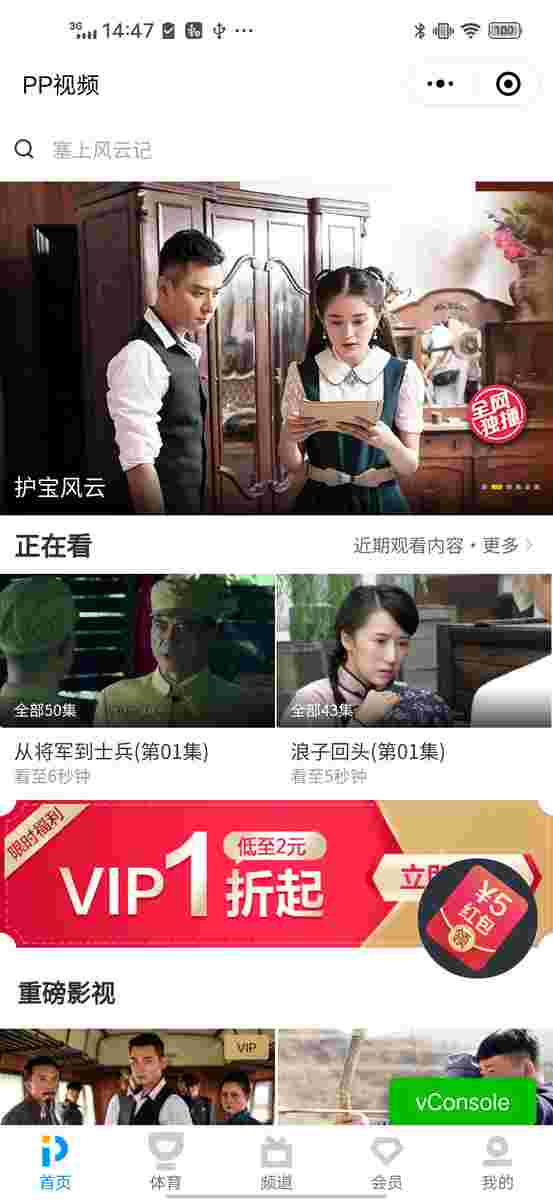 3G
14:47
100
PP视频
塞上风云记
全网
独播
护宝风云
正在看
近期观看内容·更多
全部50集
全部43集
从将军到士兵(第01集)
浪子回头(第01集)
看至6秒钟
看至5秒钟
限时福利
VIP1折起
低至2元
立即
¥5
红包
领
重磅影视
VIP
vConsole
首页
体育
频道
会员
我的